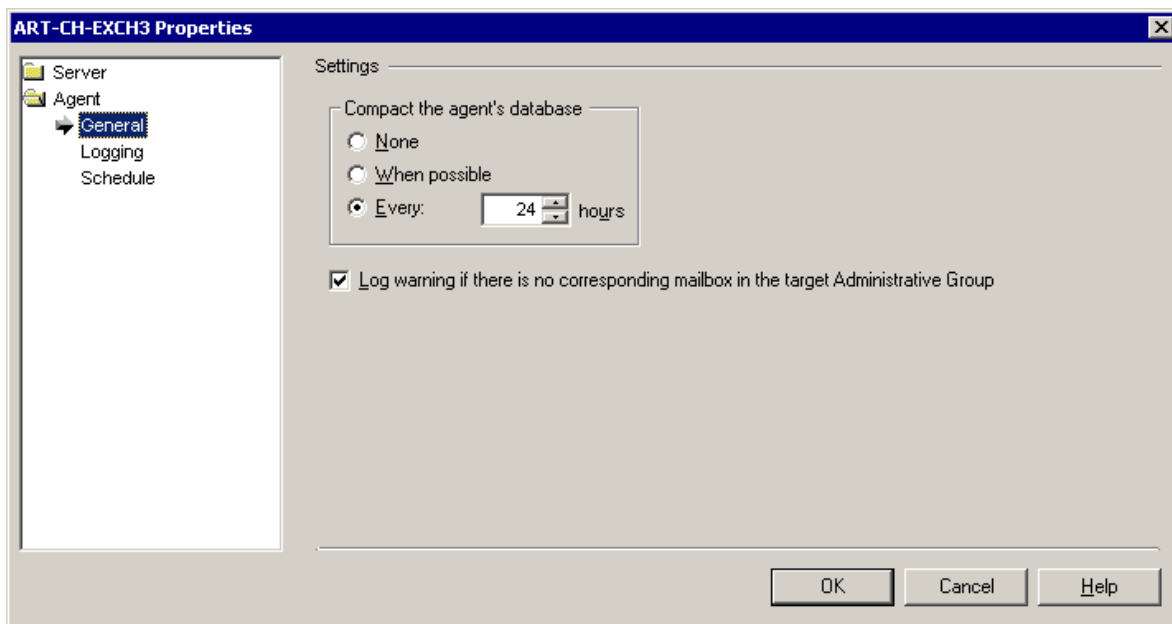 ART-CH-EXCH3 Properties
Server
Agent
General
Logging
Schedule
Settings
Compact the agent's database
None
When possible
Every: 24 hours
Log warning if there is no corresponding mailbox in the target Administrative Group
OK Cancel Help